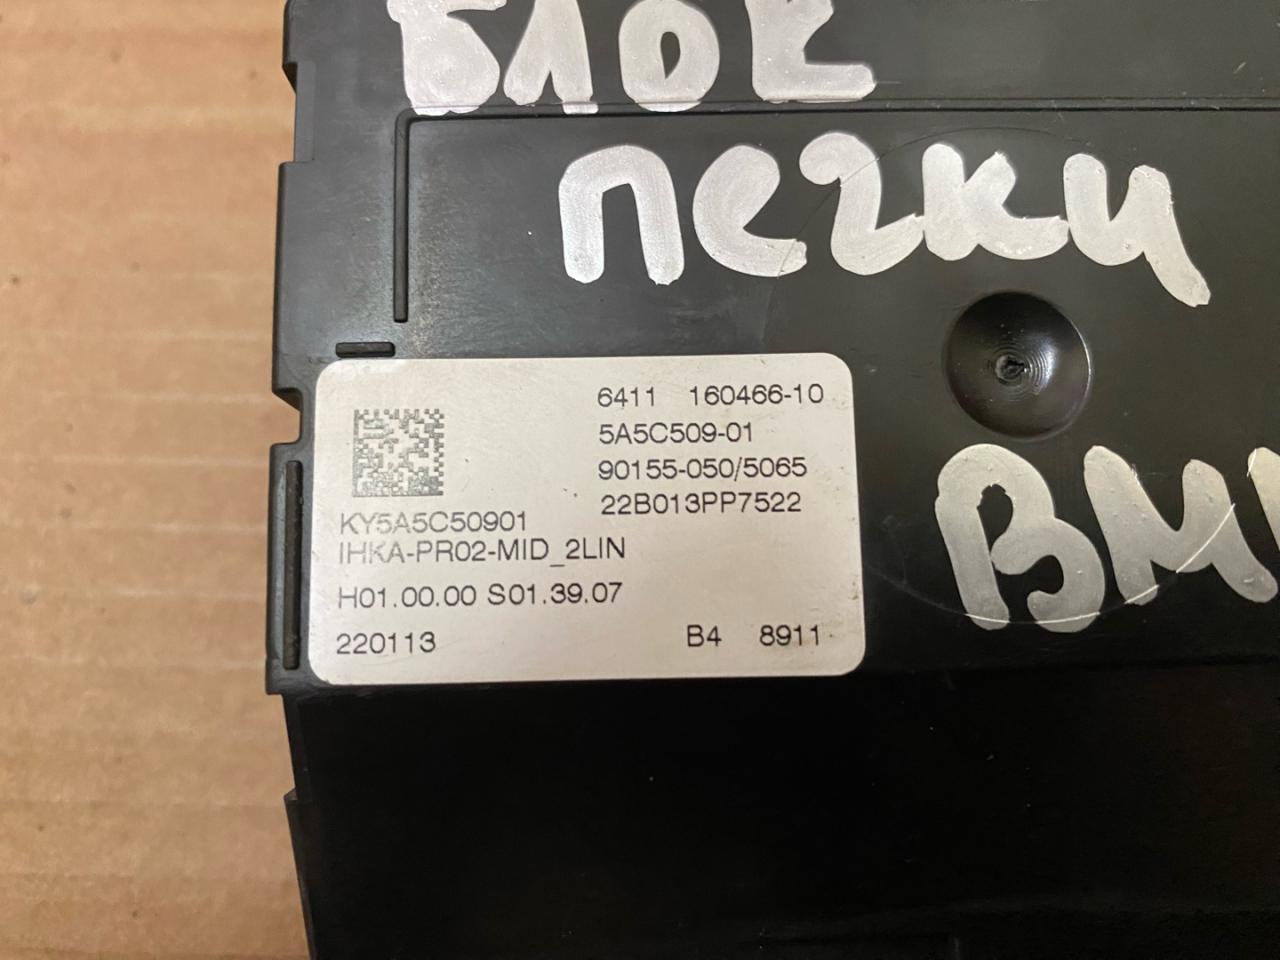 БЛОК
ПЕЧКИ
6411 160466-10
5A5C509-01
90155-050/5065
22B013PP7522
KY5A5C50901
IHKA-PR02-MID_2LIN
H01.00.00 S01.39.07
220113 B4 8911